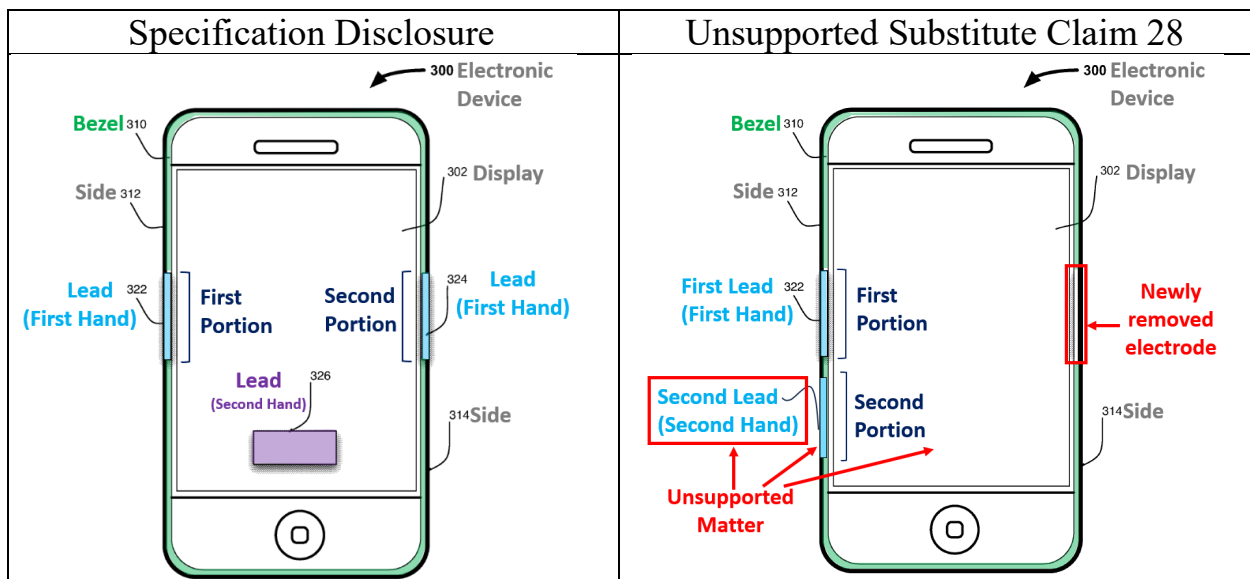 Specification Disclosure
300 Electronic
Device
Bezel 310
302 Display
Side 312
Lead 322
(First Hand)
First
Portion
Second
Portion
324 Lead
(First Hand)
Lead 326
(Second Hand)
314 Side
Unsupported Substitute Claim 28
300 Electronic
Device
Bezel 310
302 Display
Side 312
First Lead 322
(First Hand)
First
Portion
Newly
removed
electrode
Second Lead
(Second Hand)
Second
Portion
314 Side
Unsupported
Matter